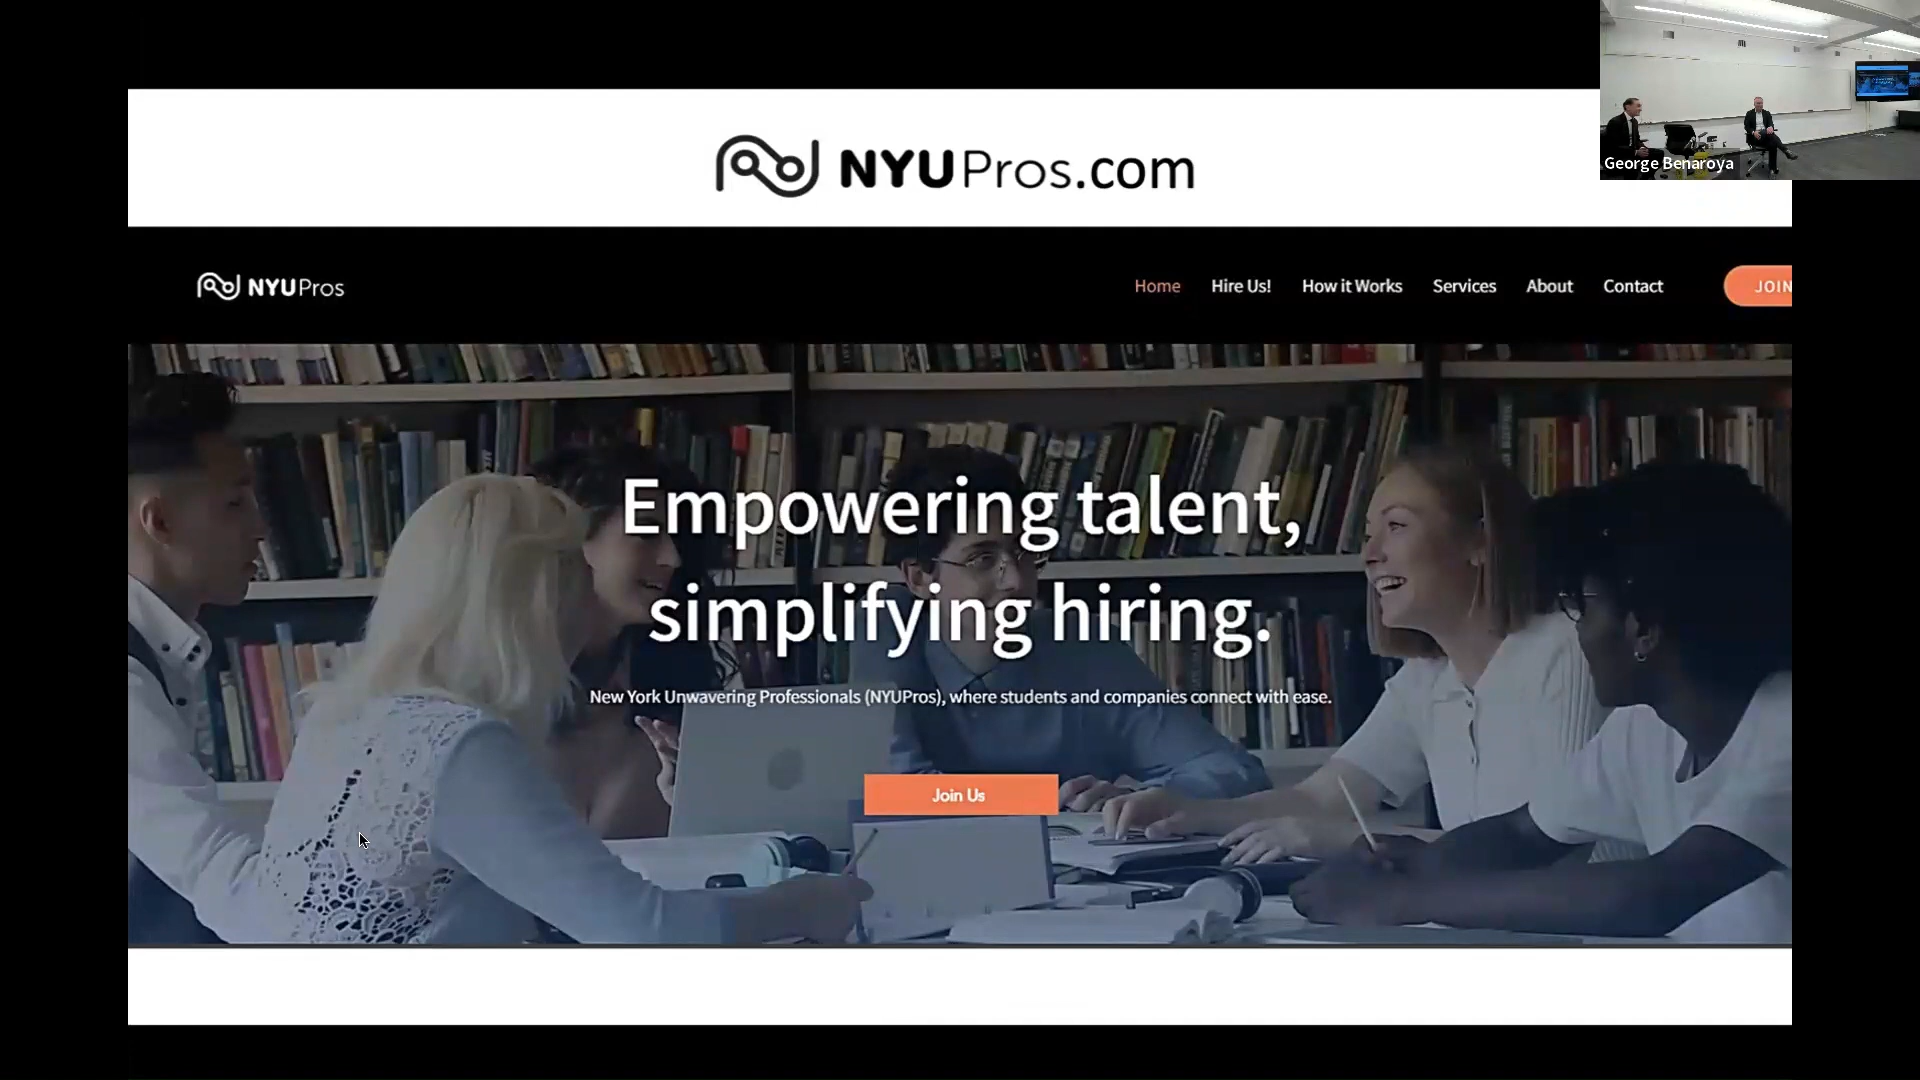 NYUPros.com
George Benaroya
NYUPros
Home Hire Us! How it Works Services About Contact JOIN
Empowering talent,
simplifying hiring.
New York Unwavering Professionals (NYUPros), where students and companies connect with ease.
Join Us